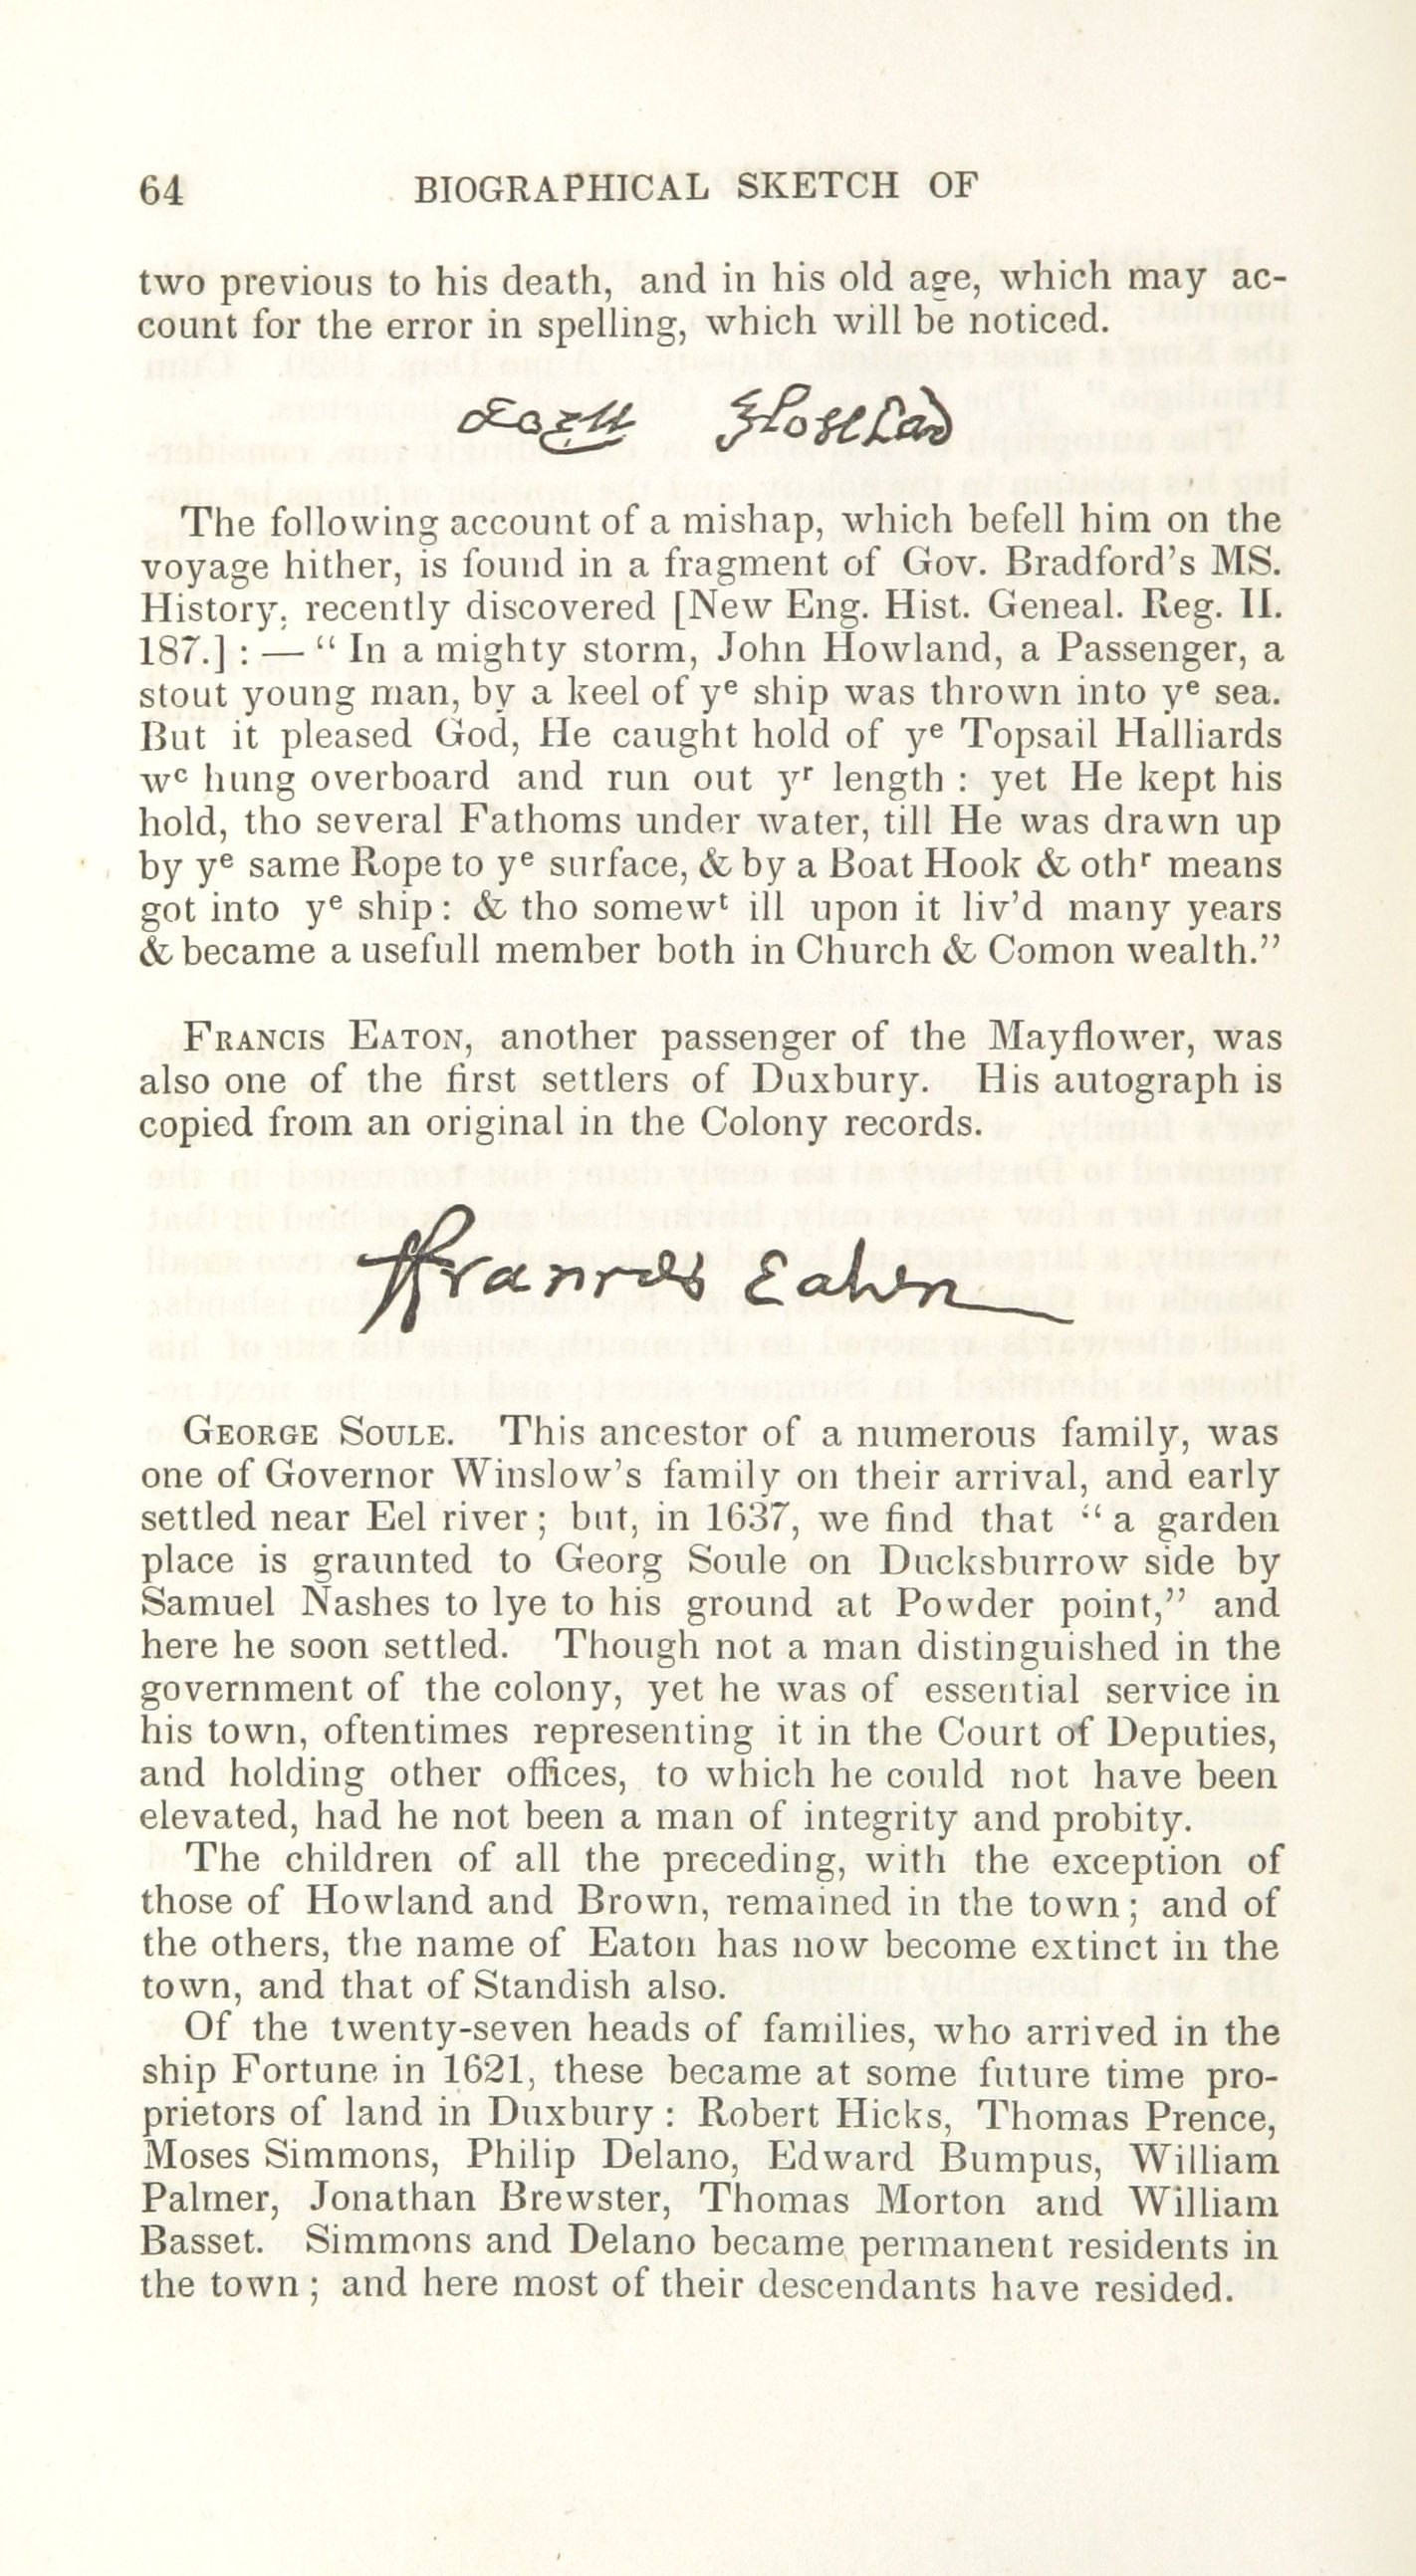 64 BIOGRAPHICAL SKETCH OF
two previous to his death, and in his old age, which may ac-
count for the error in spelling, which will be noticed.
The following account of a mishap, which befell him on the
voyage hither, is found in a fragment of Gov. Bradford's MS.
History, recently discovered [New Eng. Hist. Geneal. Reg. II.
187.] : — “ In a mighty storm, John Howland, a Passenger, a
stout young man, by a keel of yᵉ ship was thrown into yᵉ sea.
But it pleased God, He caught hold of yᵉ Topsail Halliards
wᶜ hung overboard and run out yʳ length : yet He kept his
hold, tho several Fathoms under water, till He was drawn up
by yᵉ same Rope to yᵉ surface, & by a Boat Hook & othʳ means
got into yᵉ ship : & tho somewᵗ ill upon it liv'd many years
& became a usefull member both in Church & Comon wealth.”
FRANCIS EATON, another passenger of the Mayflower, was
also one of the first settlers of Duxbury. His autograph is
copied from an original in the Colony records.
Francis Eaton
GEORGE SOULE. This ancestor of a numerous family, was
one of Governor Winslow's family on their arrival, and early
settled near Eel river ; but, in 1637, we find that “ a garden
place is graunted to Georg Soule on Ducksburrow side by
Samuel Nashes to lye to his ground at Powder point,” and
here he soon settled. Though not a man distinguished in the
government of the colony, yet he was of essential service in
his town, oftentimes representing it in the Court of Deputies,
and holding other offices, to which he could not have been
elevated, had he not been a man of integrity and probity.
The children of all the preceding, with the exception of
those of Howland and Brown, remained in the town ; and of
the others, the name of Eaton has now become extinct in the
town, and that of Standish also.
Of the twenty-seven heads of families, who arrived in the
ship Fortune in 1621, these became at some future time pro-
prietors of land in Duxbury : Robert Hicks, Thomas Prence,
Moses Simmons, Philip Delano, Edward Bumpus, William
Palmer, Jonathan Brewster, Thomas Morton and William
Basset. Simmons and Delano became permanent residents in
the town ; and here most of their descendants have resided.